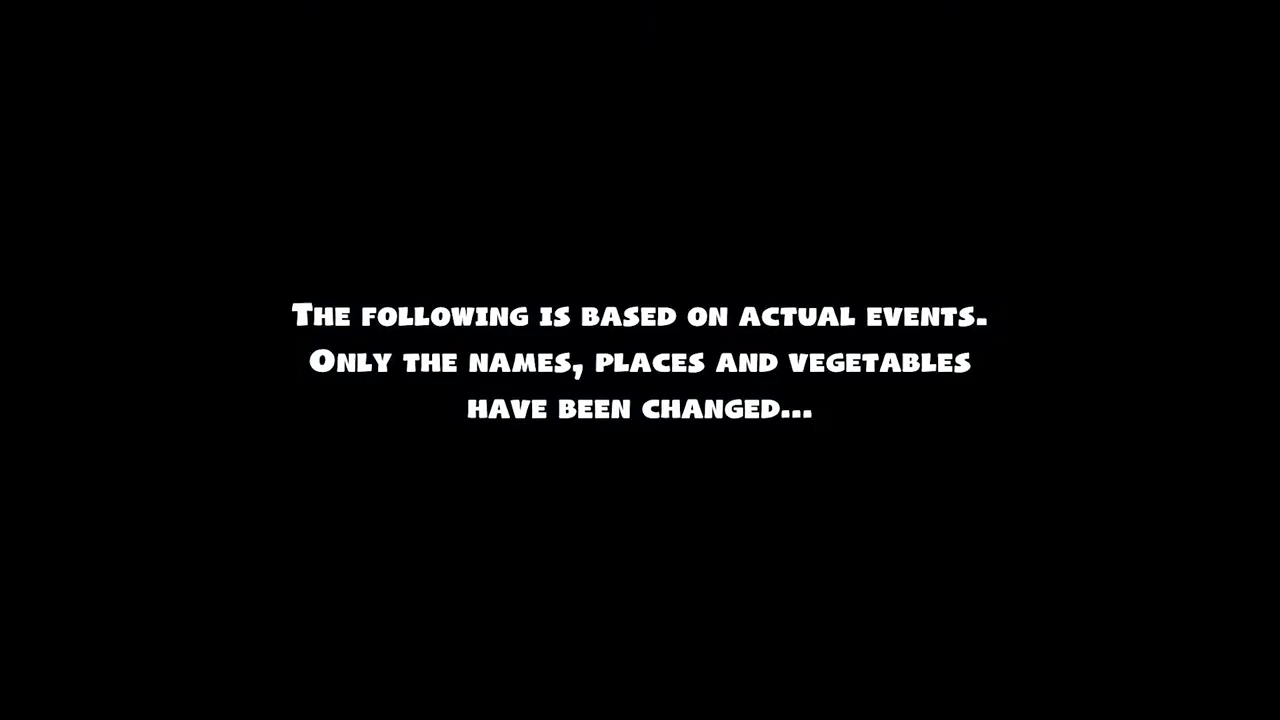 The following is based on actual events.
Only the names, places and vegetables
have been changed...